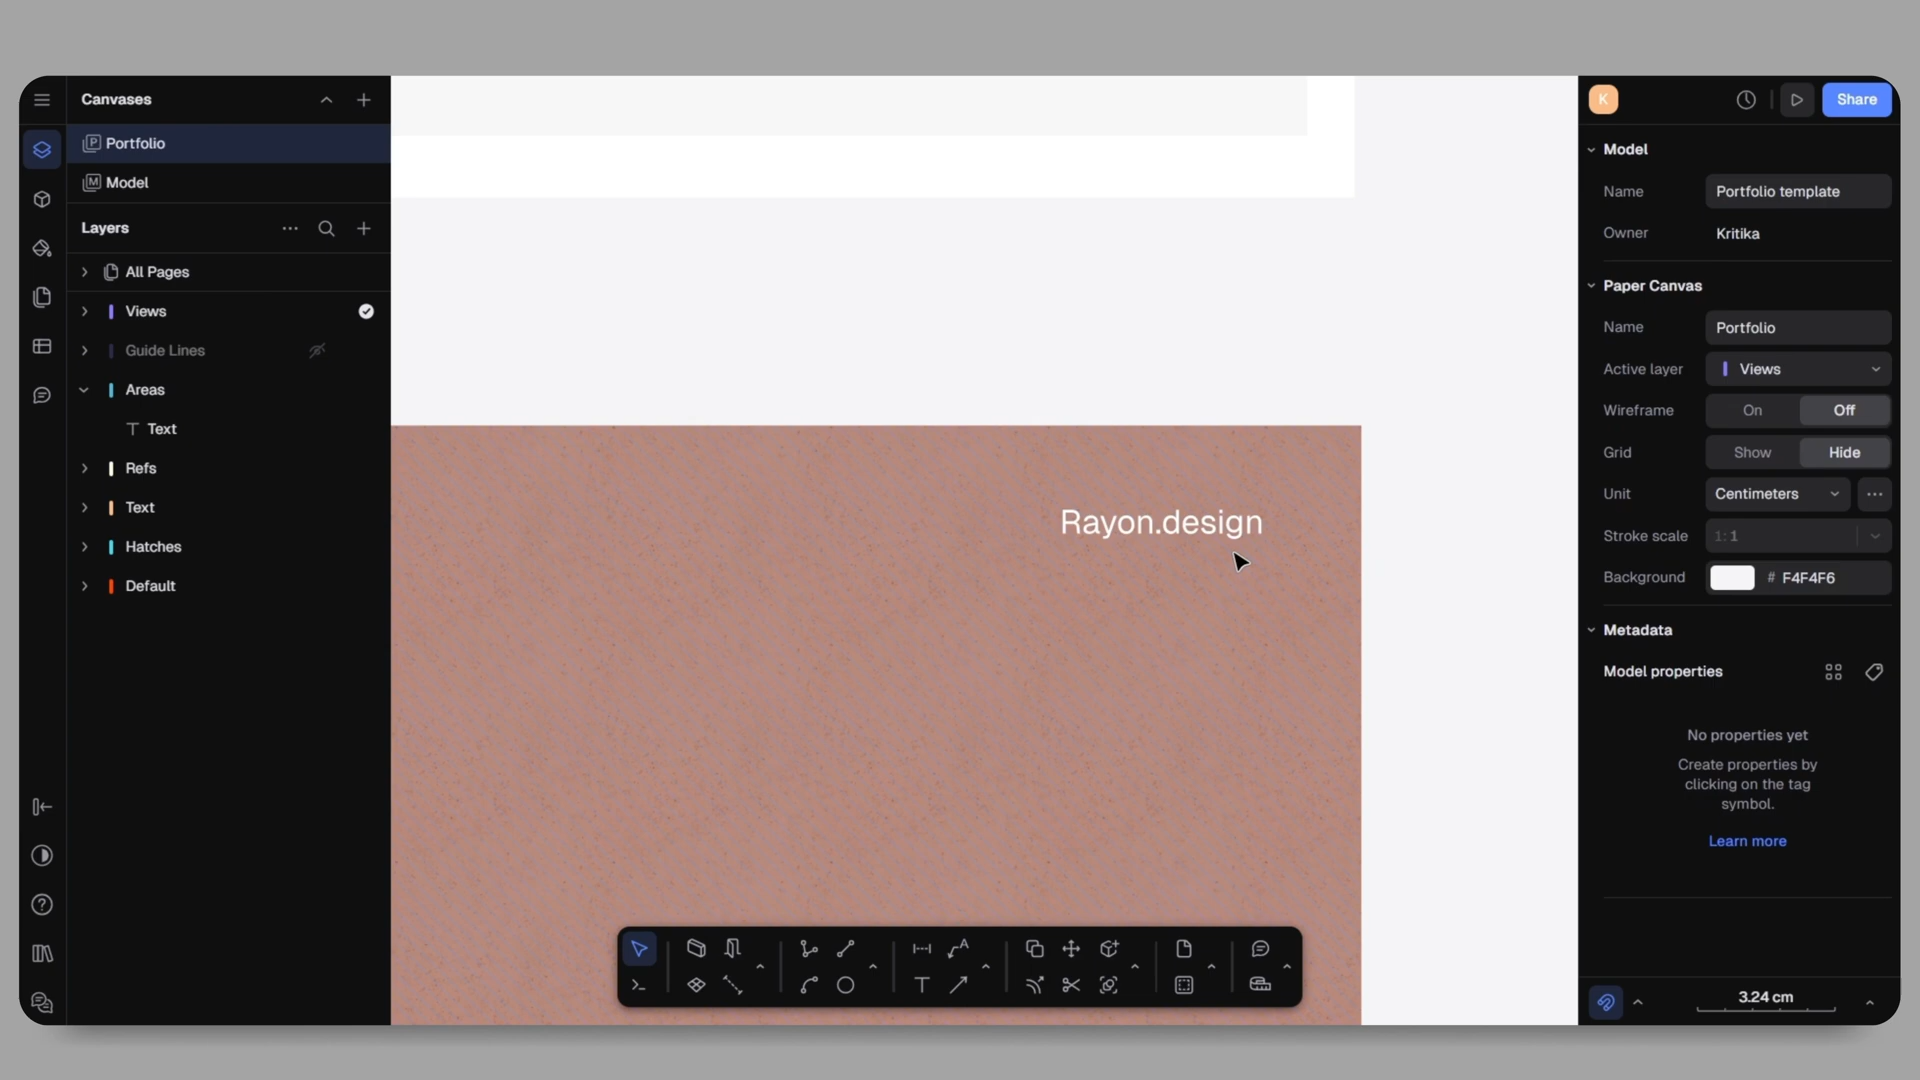 Canvases
Portfolio
Model
Layers
All Pages
Views
Guide Lines
Areas
Text
Refs
Text
Hatches
Default
Rayon.design
K
Share
Model
Name Portfolio template
Owner Kritika
Paper Canvas
Name Portfolio
Active layer Views
Wireframe On Off
Grid Show Hide
Unit Centimeters
Stroke scale 1:1
Background # F4F4F6
Metadata
Model properties
No properties yet
Create properties by
clicking on the tag
symbol.
Learn more
3.24 cm